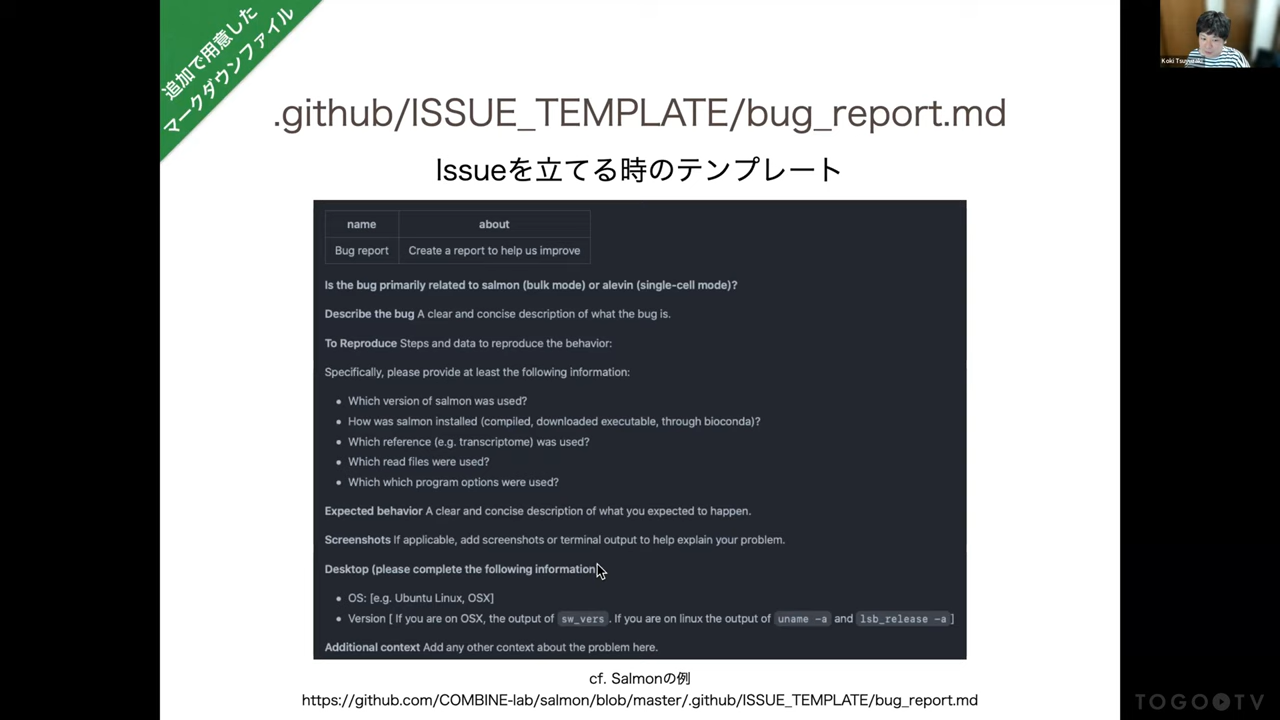 追加で用意した
マークダウンファイル
.github/ISSUE_TEMPLATE/bug_report.md
Issueを立てる時のテンプレート
name about
Bug report Create a report to help us improve
Is the bug primarily related to salmon (bulk mode) or alevin (single-cell mode)?
Describe the bug A clear and concise description of what the bug is.
To Reproduce Steps and data to reproduce the behavior:
Specifically, please provide at least the following information:
• Which version of salmon was used?
• How was salmon installed (compiled, downloaded executable, through bioconda)?
• Which reference (e.g. transcriptome) was used?
• Which read files were used?
• Which which program options were used?
Expected behavior A clear and concise description of what you expected to happen.
Screenshots If applicable, add screenshots or terminal output to help explain your problem.
Desktop (please complete the following information)
• OS: [e.g. Ubuntu Linux, OSX]
• Version [ If you are on OSX, the output of sw_vers. If you are on linux the output of uname -a and lsb_release -a ]
Additional context Add any other context about the problem here.
cf. Salmonの例
https://github.com/COMBINE-lab/salmon/blob/master/.github/ISSUE_TEMPLATE/bug_report.md
TOGOTV